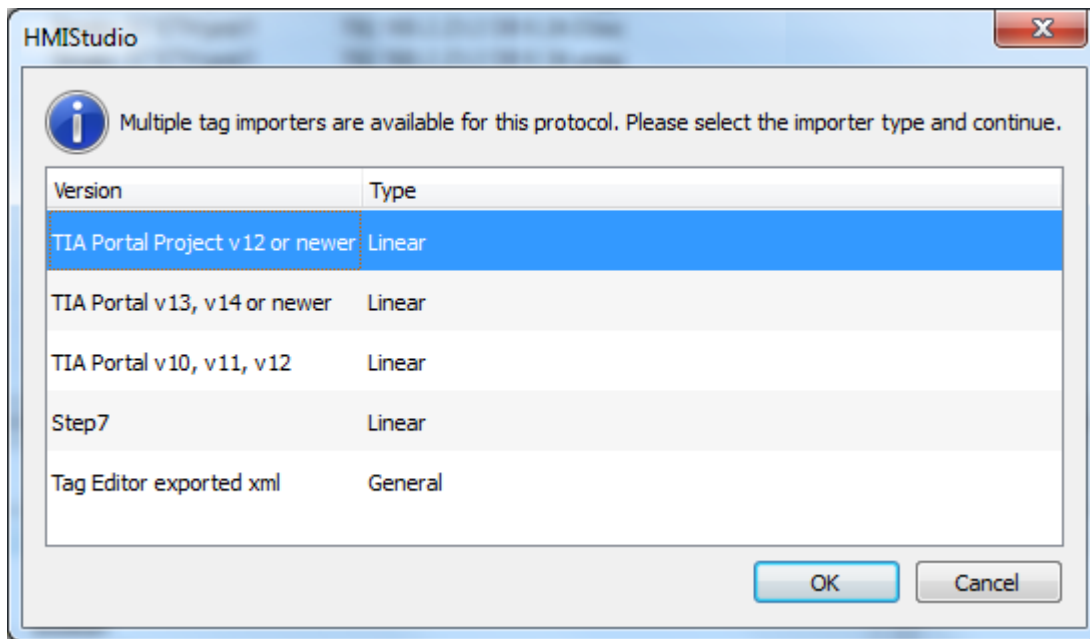 HMIStudio
Multiple tag importers are available for this protocol. Please select the importer type and continue.
Version Type
TIA Portal Project v12 or newer Linear
TIA Portal v13, v14 or newer Linear
TIA Portal v10, v11, v12 Linear
Step7 Linear
Tag Editor exported xml General
OK Cancel